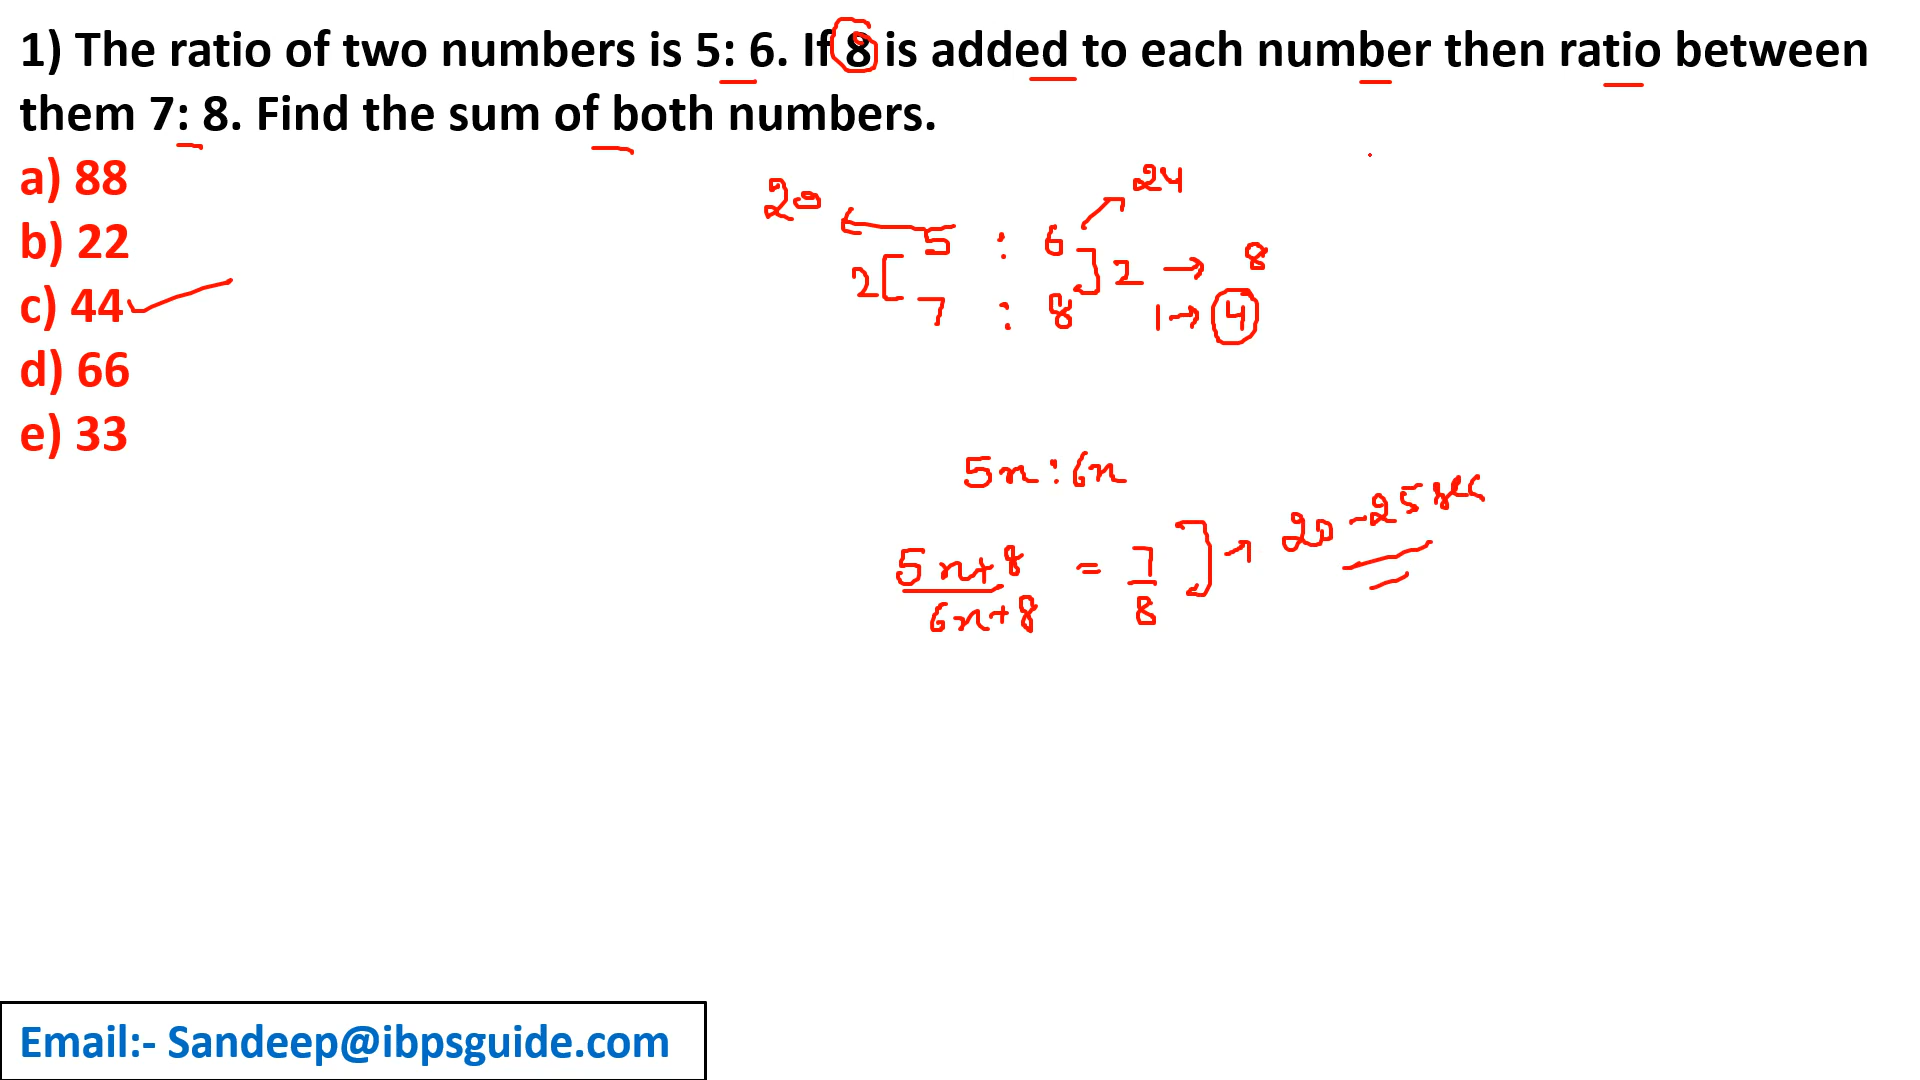 1) The ratio of two numbers is 5: 6. If 8 is added to each number then ratio between
them 7: 8. Find the sum of both numbers.
a) 88
b) 22
c) 44
d) 66
e) 33
20
24
5 : 6
2[ ]2 → 8
7 : 8
1 → 4
5x : 6x
5x+8 = 7
6x+8 8
→ 20 - 25 sec
Email:- Sandeep@ibpsguide.com